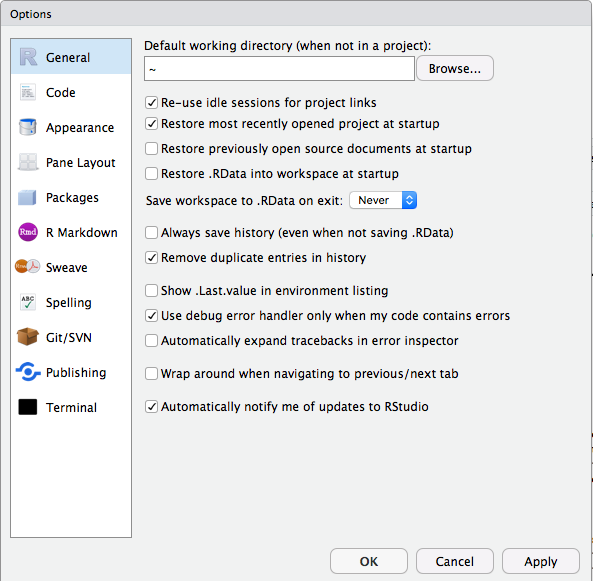 Options
General
Code
Appearance
Pane Layout
Packages
R Markdown
Sweave
Spelling
Git/SVN
Publishing
Terminal
Default working directory (when not in a project):
~
Browse...
Re-use idle sessions for project links
Restore most recently opened project at startup
Restore previously open source documents at startup
Restore .RData into workspace at startup
Save workspace to .RData on exit: Never
Always save history (even when not saving .RData)
Remove duplicate entries in history
Show .Last.value in environment listing
Use debug error handler only when my code contains errors
Automatically expand tracebacks in error inspector
Wrap around when navigating to previous/next tab
Automatically notify me of updates to RStudio
OK Cancel Apply